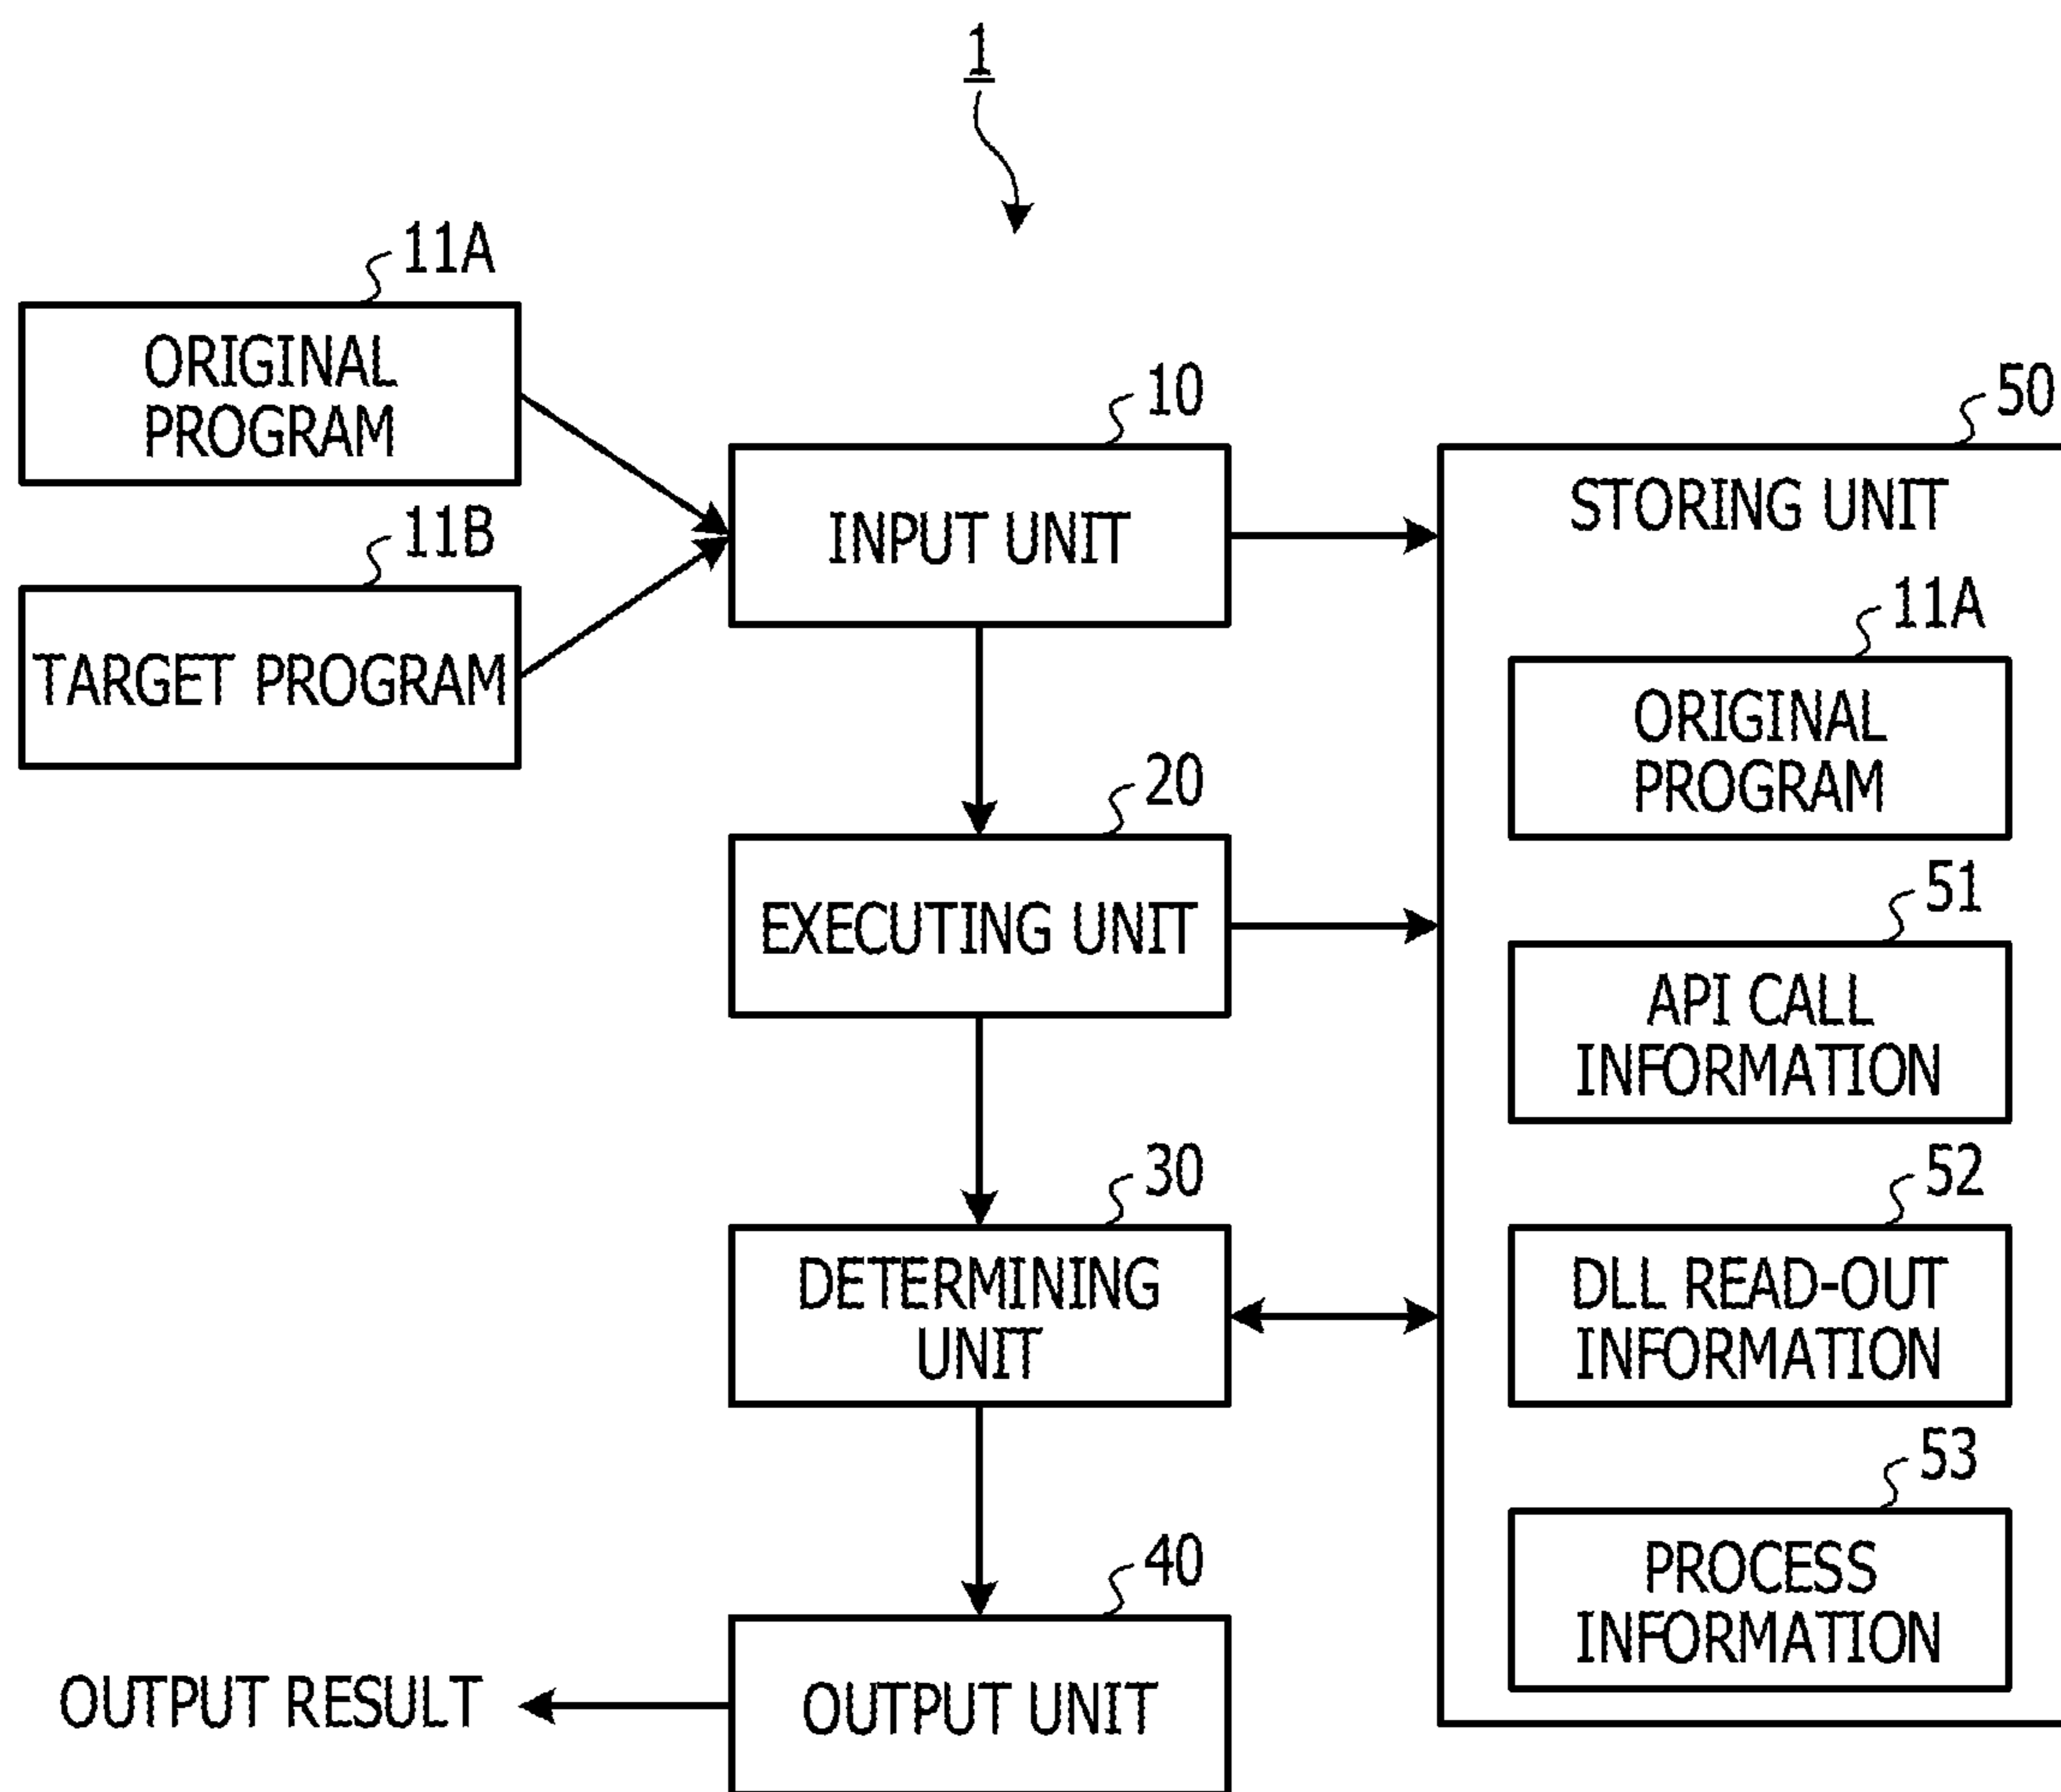 1
11A
ORIGINAL
PROGRAM
11B
TARGET PROGRAM
10
INPUT UNIT
20
EXECUTING UNIT
30
DETERMINING
UNIT
40
OUTPUT UNIT
OUTPUT RESULT
50
STORING UNIT
11A
ORIGINAL
PROGRAM
51
API CALL
INFORMATION
52
DLL READ-OUT
INFORMATION
53
PROCESS
INFORMATION